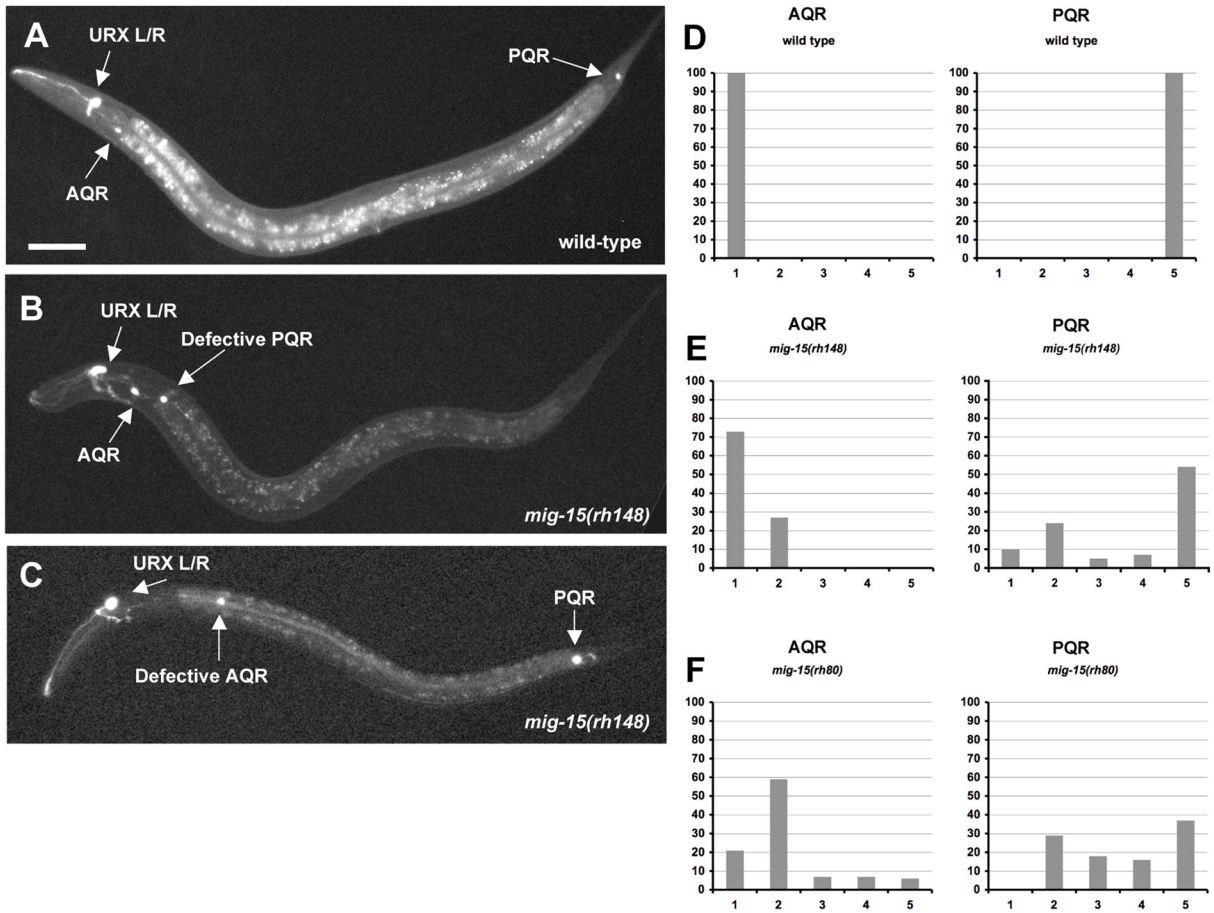 A
URX L/R
PQR
AQR
wild-type
B
URX L/R
Defective PQR
AQR
mig-15(rh148)
C
URX L/R
PQR
Defective AQR
mig-15(rh148)
D
AQR
wild type
100
90
80
70
60
50
40
30
20
10
0
1 2 3 4 5
PQR
wild type
100
90
80
70
60
50
40
30
20
10
0
1 2 3 4 5
E
AQR
mig-15(rh148)
100
90
80
70
60
50
40
30
20
10
0
1 2 3 4 5
PQR
mig-15(rh148)
100
90
80
70
60
50
40
30
20
10
0
1 2 3 4 5
F
AQR
mig-15(rh80)
100
90
80
70
60
50
40
30
20
10
0
1 2 3 4 5
PQR
mig-15(rh80)
100
90
80
70
60
50
40
30
20
10
0
1 2 3 4 5